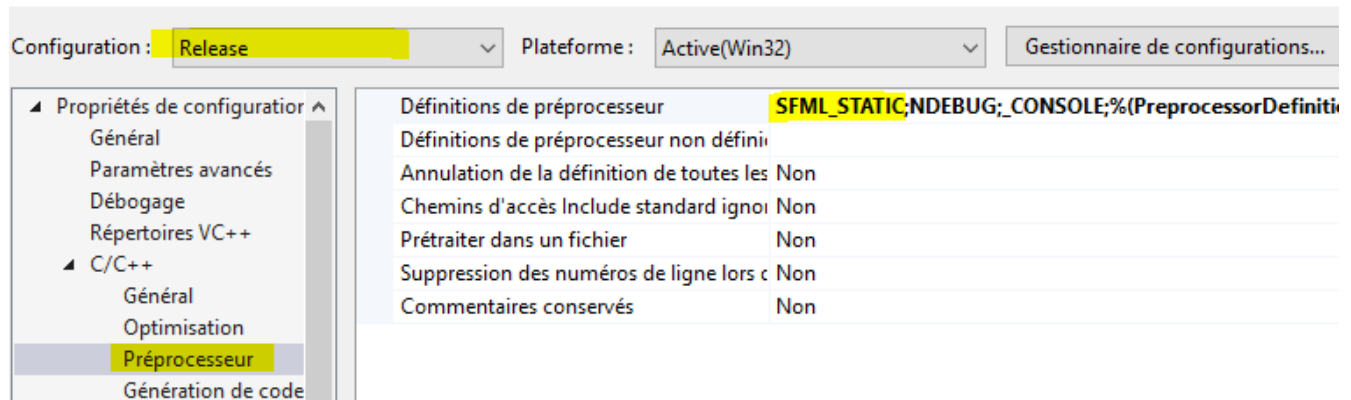 Configuration : Release Plateforme : Active(Win32) Gestionnaire de configurations...
Propriétés de configuration
Général
Paramètres avancés
Débogage
Répertoires VC++
C/C++
Général
Optimisation
Préprocesseur
Génération de code
Définitions de préprocesseur SFML_STATIC;NDEBUG;_CONSOLE;%(PreprocessorDefiniti
Définitions de préprocesseur non défini
Annulation de la définition de toutes les Non
Chemins d'accès Include standard ignor Non
Prétraiter dans un fichier Non
Suppression des numéros de ligne lors d Non
Commentaires conservés Non